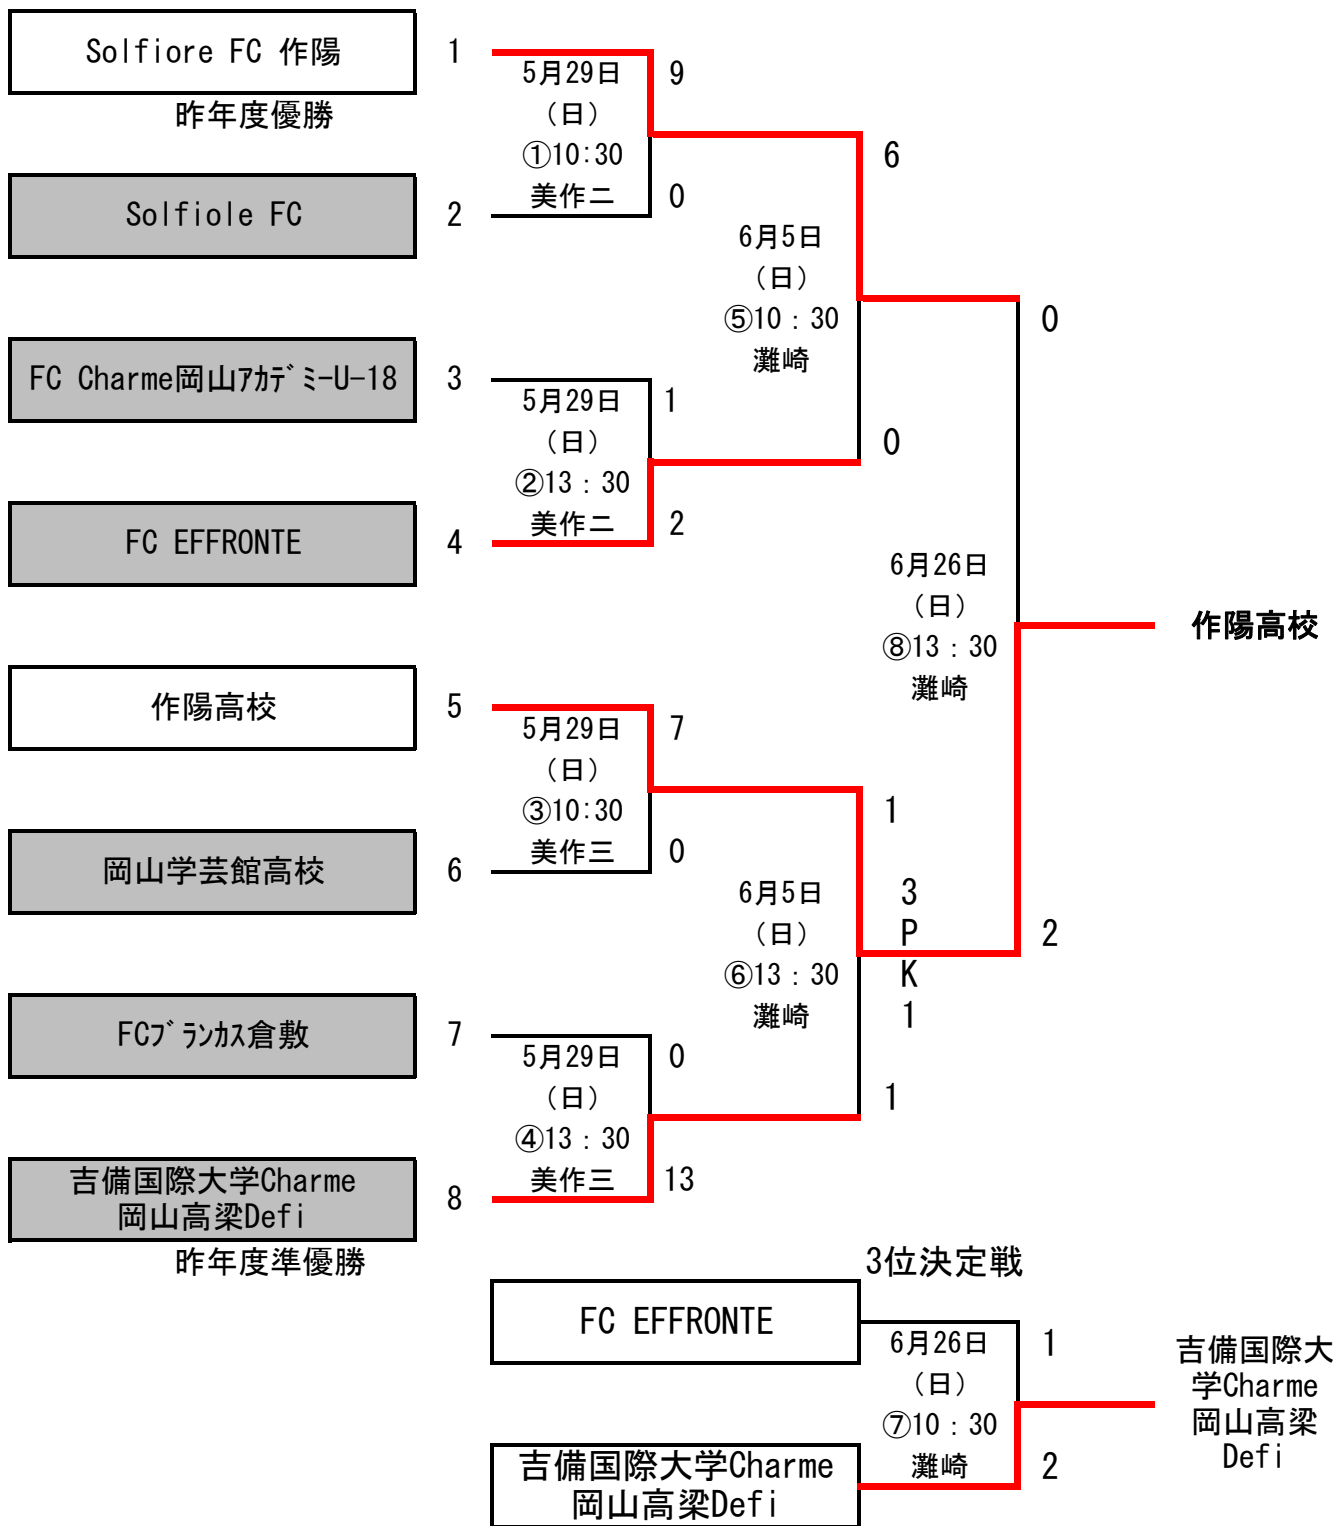 Solfiore FC 作陽
1
昨年度優勝
5月29日
（日）
①10:30
美作二
9
0
Solfiole FC
2
6月5日
（日）
⑤10：30
灘崎
6
0
FC Charme岡山ｱｶﾃﾞﾐｰU-18
3
5月29日
（日）
②13：30
美作二
1
2
FC EFFRONTE
4
6月26日
（日）
⑧13：30
灘崎
0
2
作陽高校
作陽高校
5
5月29日
（日）
③10:30
美作三
7
0
岡山学芸館高校
6
6月5日
（日）
⑥13：30
灘崎
1
3
P
K
1
1
FCﾌﾞﾗﾝｶｽ倉敷
7
5月29日
（日）
④13：30
美作三
0
13
吉備国際大学Charme
岡山高梁Defi
8
昨年度準優勝
3位決定戦
FC EFFRONTE
6月26日
（日）
⑦10：30
灘崎
1
2
吉備国際大学Charme
岡山高梁Defi
吉備国際大
学Charme
岡山高梁
Defi